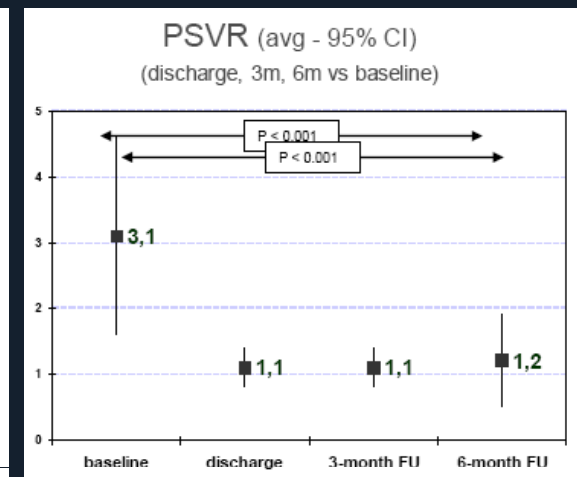 PSVR (avg - 95% CI)
(discharge, 3m, 6m vs baseline)
5
P < 0.001
P < 0.001
4
3,1
3
2
1,1
1,1
1,2
1
0
baseline discharge 3-month FU 6-month FU